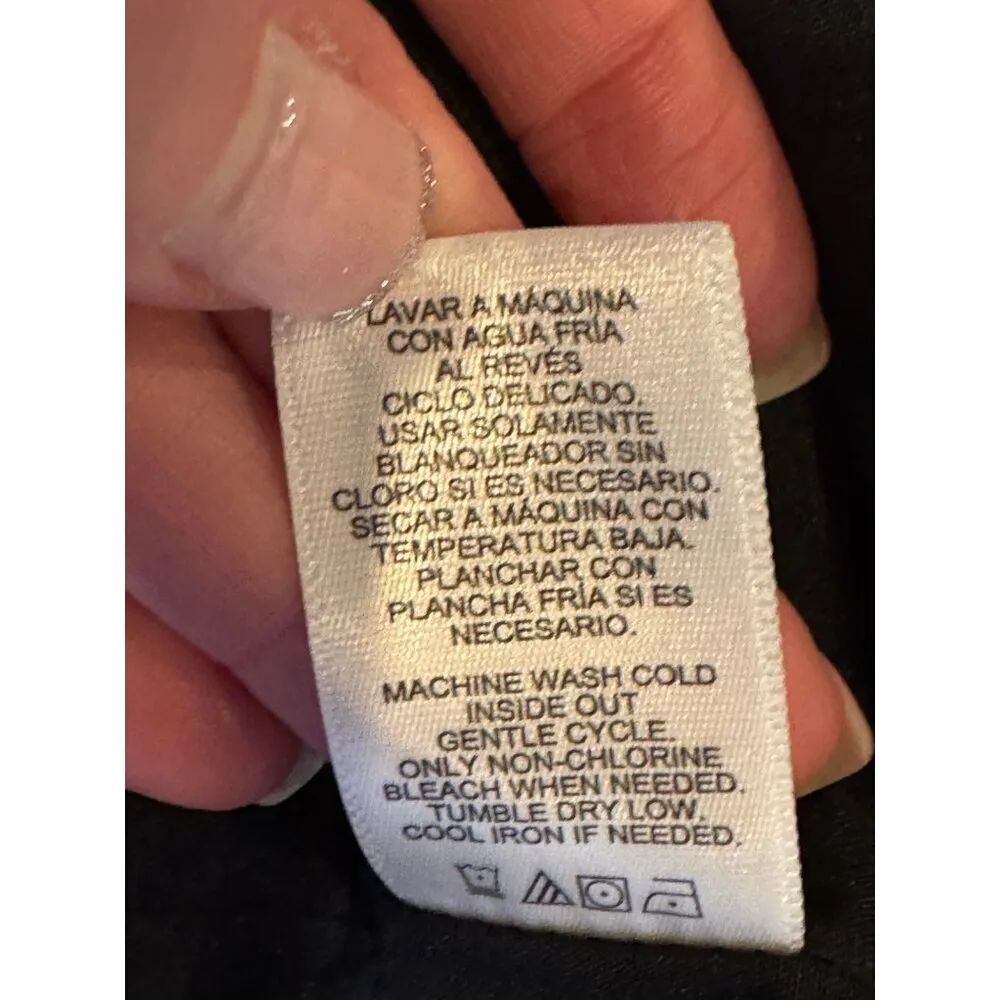 LAVAR A MÁQUINA
CON AGUA FRÍA
AL REVÉS
CICLO DELICADO.
USAR SOLAMENTE
BLANQUEADOR SIN
CLORO SI ES NECESARIO.
SECAR A MÁQUINA CON
TEMPERATURA BAJA.
PLANCHAR CON
PLANCHA FRÍA SI ES
NECESARIO.
MACHINE WASH COLD
INSIDE OUT
GENTLE CYCLE.
ONLY NON-CHLORINE
BLEACH WHEN NEEDED.
TUMBLE DRY LOW.
COOL IRON IF NEEDED.